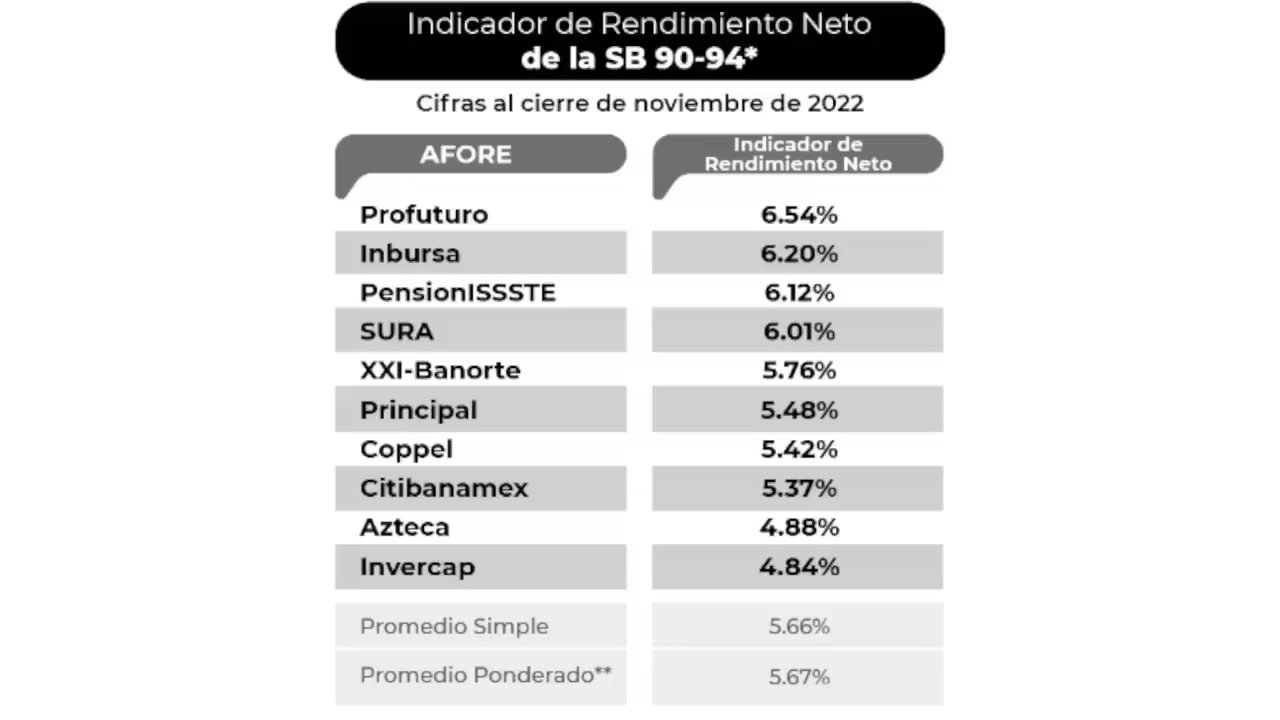 Indicador de Rendimiento Neto
de la SB 90-94*
Cifras al cierre de noviembre de 2022
AFORE
Indicador de
Rendimiento Neto
Profuturo 6.54%
Inbursa 6.20%
PensionISSSTE 6.12%
SURA 6.01%
XXI-Banorte 5.76%
Principal 5.48%
Coppel 5.42%
Citibanamex 5.37%
Azteca 4.88%
Invercap 4.84%
Promedio Simple 5.66%
Promedio Ponderado** 5.67%